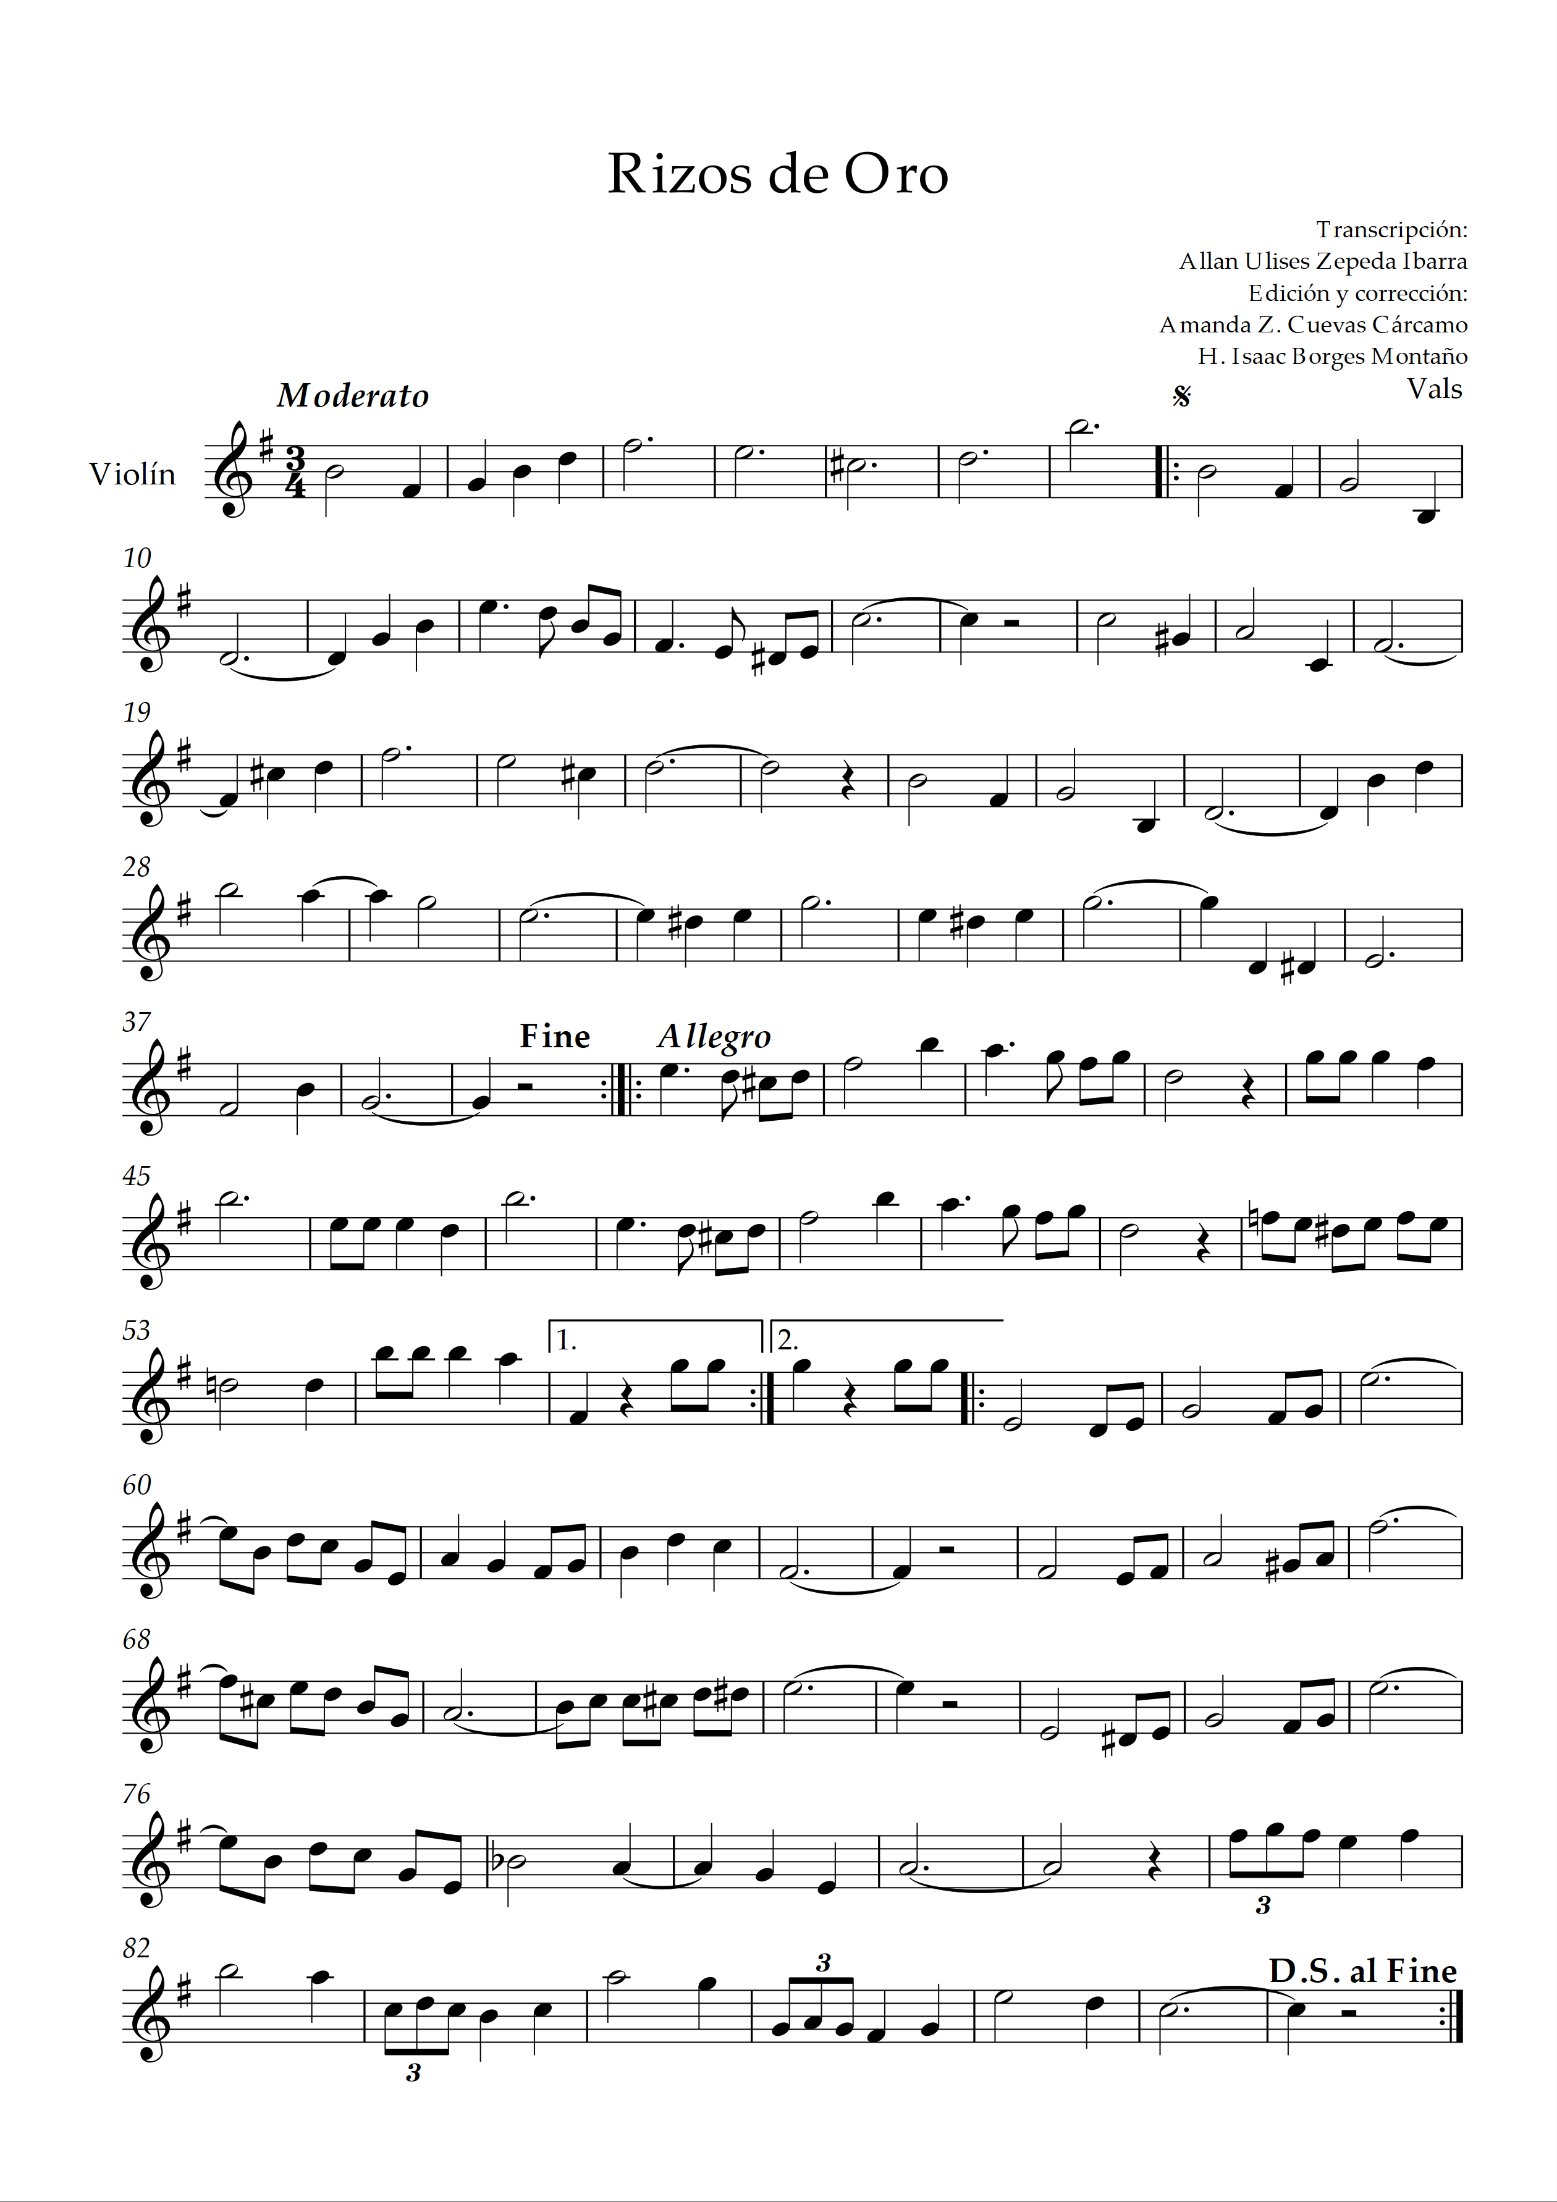 Rizos de Oro
Transcripción:
Allan Ulises Zepeda Ibarra
Edición y corrección:
Amanda Z. Cuevas Cárcamo
H. Isaac Borges Montaño
Vals
Moderato
Violín
3
4
10
19
28
37
Fine
Allegro
45
53
1.
2.
60
68
76
3
82
3
3
D.S. al Fine